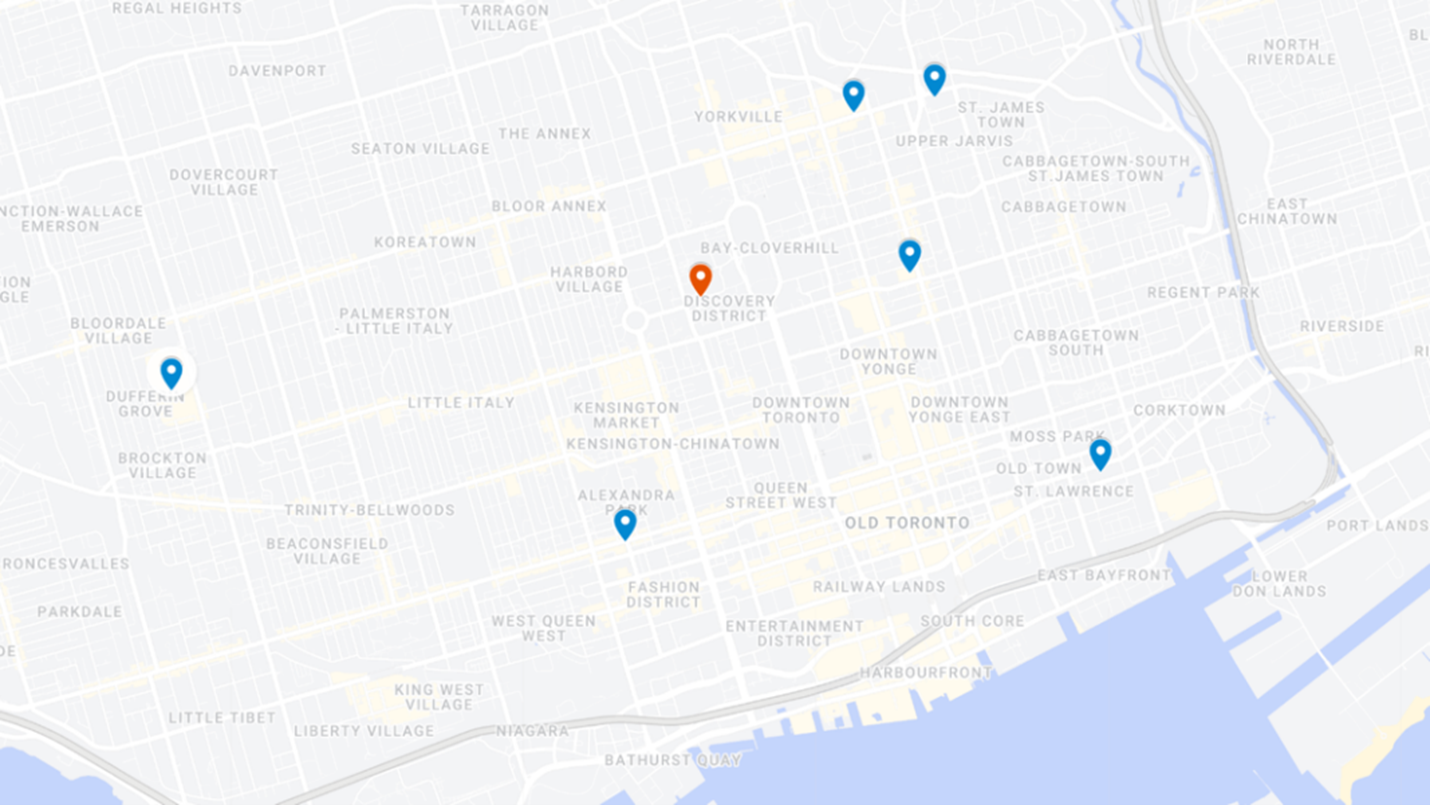 REGAL HEIGHTS
TARRAGON
VILLAGE
NORTH
RIVERDALE
BL
DAVENPORT
YORKVILLE
ST. JAMES
TOWN
THE ANNEX
SEATON VILLAGE
UPPER JARVIS
CABBAGETOWN-SOUTH
ST.JAMES TOWN
DOVERCOURT
VILLAGE
NCTION-WALLACE
EMERSON
BLOOR ANNEX
CABBAGETOWN
EAST
CHINATOWN
KOREATOWN
BAY-CLOVERHILL
HARBORD
VILLAGE
ION
GLE
DISCOVERY
DISTRICT
REGENT PARK
PALMERSTON
- LITTLE ITALY
BLOORDALE
VILLAGE
CABBAGETOWN
SOUTH
RIVERSIDE
RI
DOWNTOWN
YONGE
DUFFERIN
GROVE
LITTLE ITALY
KENSINGTON
MARKET
DOWNTOWN
TORONTO
DOWNTOWN
YONGE EAST
CORKTOWN
KENSINGTON-CHINATOWN
MOSS PARK
BROCKTON
VILLAGE
OLD TOWN
ST. LAWRENCE
ALEXANDRA
PARK
QUEEN
STREET WEST
TRINITY-BELLWOODS
OLD TORONTO
PORT LANDS
BEACONSFIELD
VILLAGE
RONCESVALLES
EAST BAYFRONT
LOWER
DON LANDS
FASHION
DISTRICT
RAILWAY LANDS
PARKDALE
WEST QUEEN
WEST
ENTERTAINMENT
DISTRICT
SOUTH CORE
DE
HARBOURFRONT
KING WEST
VILLAGE
LITTLE TIBET
LIBERTY VILLAGE
NIAGARA
BATHURST QUAY